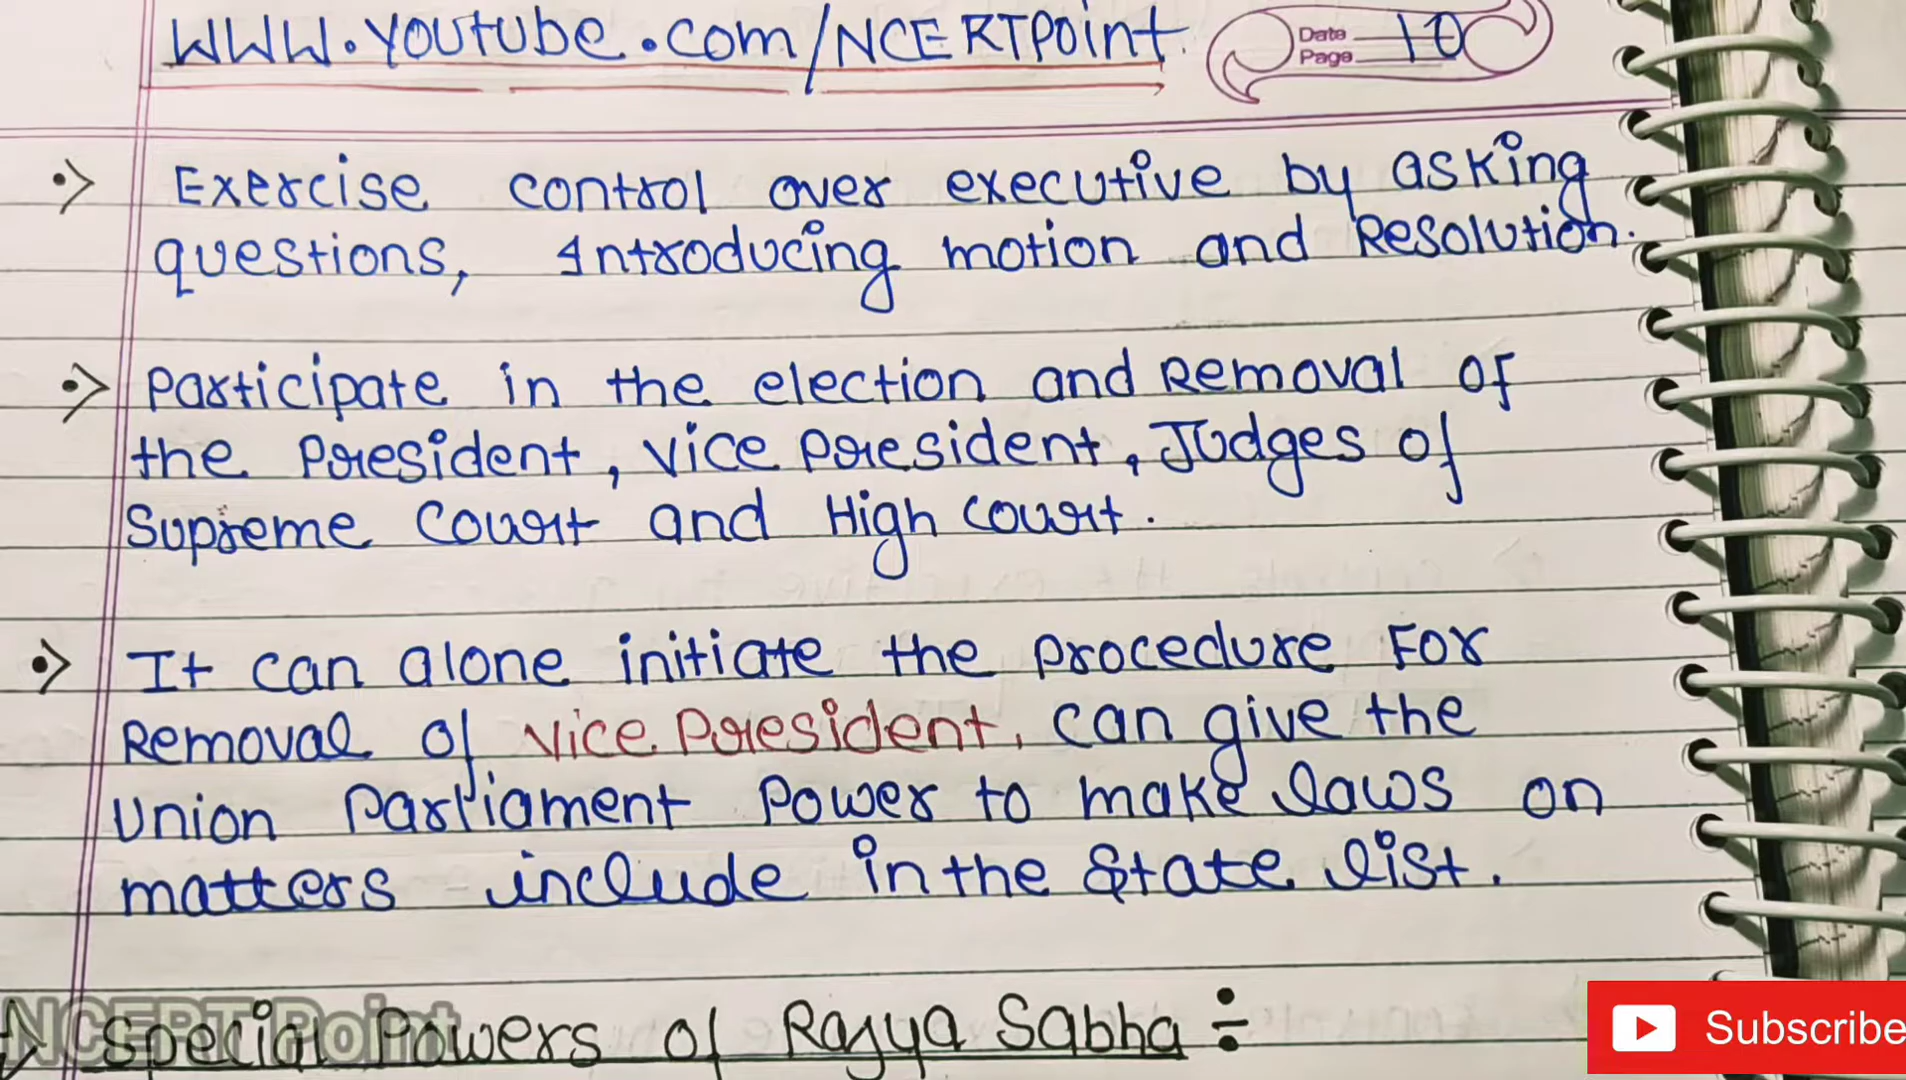 www.youtube.com/NCERTPoint
Date
Page 10
Exercise control over executive by asking
questions, Introducing motion and Resolution.
Participate in the election and Removal of
the President, Vice President, Judges of
Supreme Court and High Court.
It can alone initiate the procedure For
Removal of Vice President, can give the
Union Parliament Power to make laws on
matters include in the State list.
NCERT Point
Special Powers of Rajya Sabha ÷
Subscribe